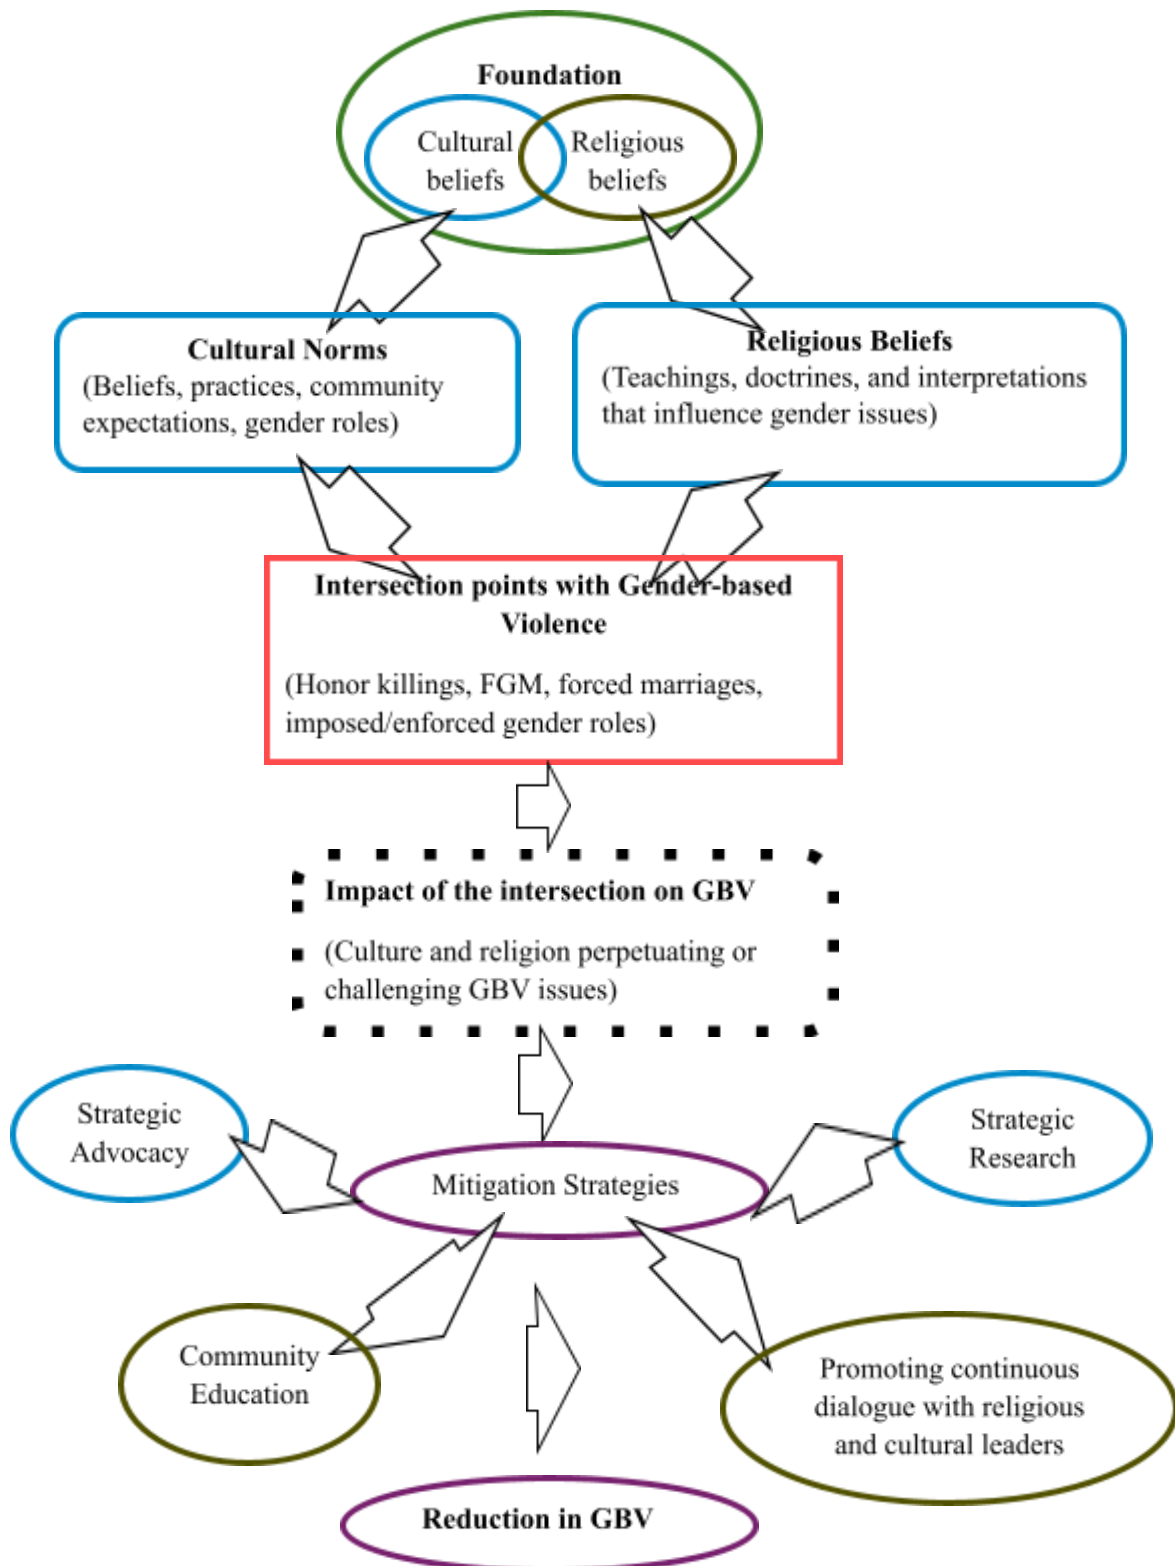 Foundation
Cultural
beliefs
Religious
beliefs
Cultural Norms
(Beliefs, practices, community
expectations, gender roles)
Religious Beliefs
(Teachings, doctrines, and interpretations
that influence gender issues)
Intersection points with Gender-based
Violence
(Honor killings, FGM, forced marriages,
imposed/enforced gender roles)
Impact of the intersection on GBV
(Culture and religion perpetuating or
challenging GBV issues)
Strategic
Advocacy
Strategic
Research
Mitigation Strategies
Community
Education
Promoting continuous
dialogue with religious
and cultural leaders
Reduction in GBV